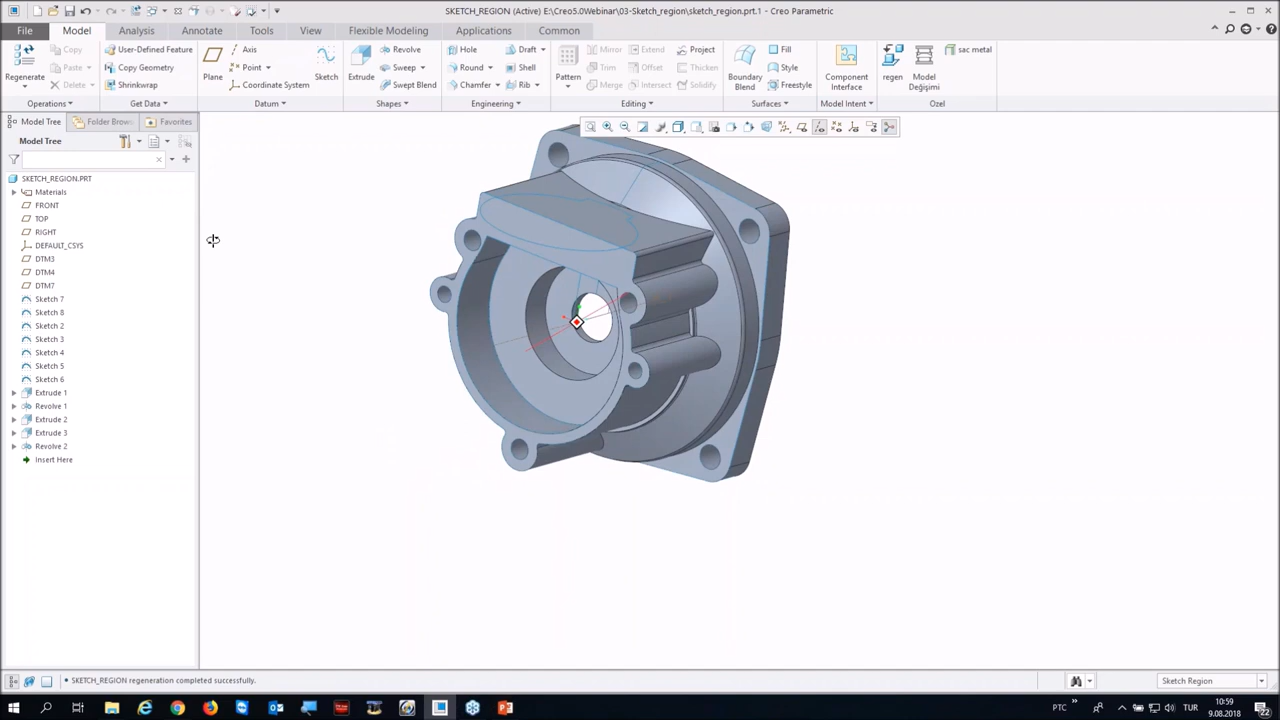 SKETCH_REGION (Active) E:\Creo5.0Webinar\03-Sketch_region\sketch_region.prt.1 - Creo Parametric
File Model Analysis Annotate Tools View Flexible Modeling Applications Common
Regenerate
Copy
Paste
Delete
Operations
User-Defined Feature
Copy Geometry
Shrinkwrap
Get Data
Plane
Axis
Point
Coordinate System
Sketch
Datum
Extrude
Revolve
Sweep
Swept Blend
Shapes
Hole
Round
Chamfer
Draft
Shell
Rib
Engineering
Pattern
Mirror
Trim
Merge
Extend
Offset
Intersect
Project
Thicken
Solidify
Editing
Boundary Blend
Fill
Style
Freestyle
Surfaces
Component Interface
Model Intent
regen
Model Değişimi
sac metal
Özel
Model Tree Folder Brow Favorites
Model Tree
SKETCH_REGION.PRT
Materials
FRONT
TOP
RIGHT
DEFAULT_CSYS
DTM3
DTM4
DTM7
Sketch 7
Sketch 8
Sketch 2
Sketch 3
Sketch 4
Sketch 5
Sketch 6
Extrude 1
Revolve 1
Extrude 2
Extrude 3
Revolve 2
Insert Here
SKETCH_REGION regeneration completed successfully.
Sketch Region
PTC » TUR 10:59
9.08.2018
22